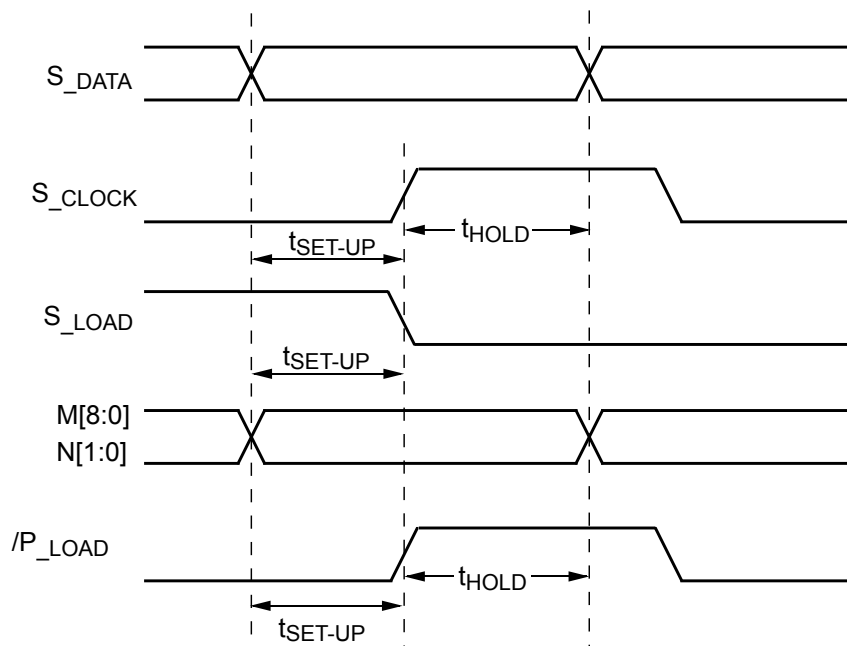 S_DATA
S_CLOCK
tSET-UP
tHOLD
S_LOAD
tSET-UP
M[8:0]
N[1:0]
/P_LOAD
tHOLD
tSET-UP